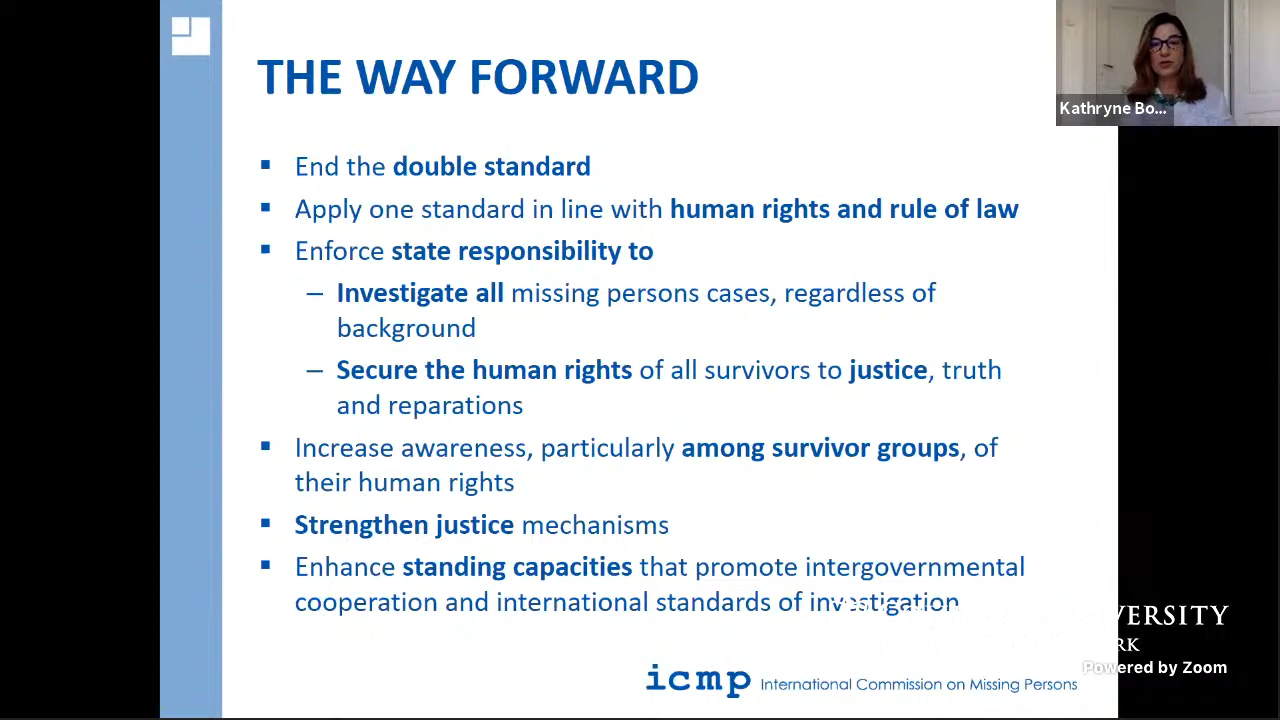 THE WAY FORWARD
Kathryne Bo...
▪ End the double standard
▪ Apply one standard in line with human rights and rule of law
▪ Enforce state responsibility to
– Investigate all missing persons cases, regardless of
background
– Secure the human rights of all survivors to justice, truth
and reparations
▪ Increase awareness, particularly among survivor groups, of
their human rights
▪ Strengthen justice mechanisms
▪ Enhance standing capacities that promote intergovernmental
cooperation and international standards of investigation
Powered by Zoom
icmp International Commission on Missing Persons